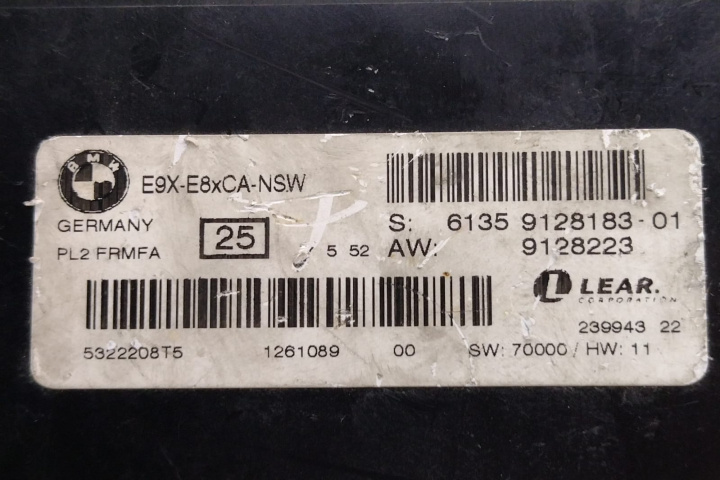 BMW
E9X-E8xCA-NSW
GERMANY
PL2 FRMFA
25
5 52
S: 6135 9128183-01
AW: 9128223
LEAR.
CORPORATION
239943 22
5322208T5 1261089 00 SW: 70000 / HW: 11